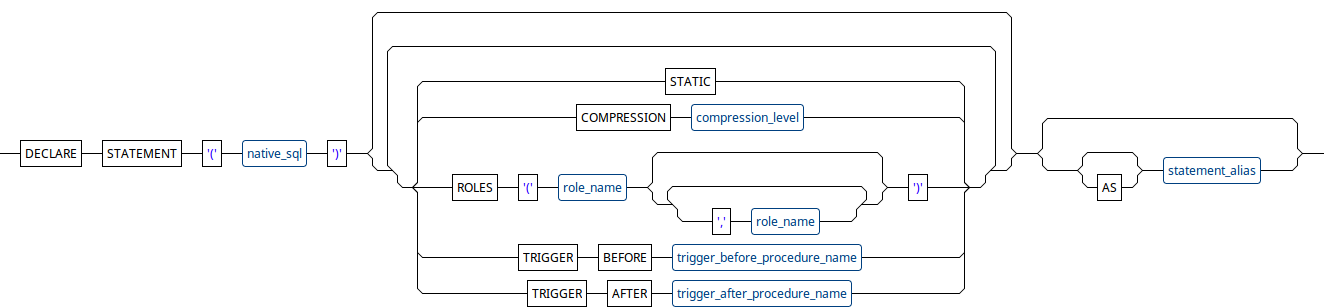 STATIC
COMPRESSION compression_level
DECLARE STATEMENT '(' native_sql ')' statement_alias
AS
ROLES '(' role_name ')'
',' role_name
TRIGGER BEFORE trigger_before_procedure_name
TRIGGER AFTER trigger_after_procedure_name